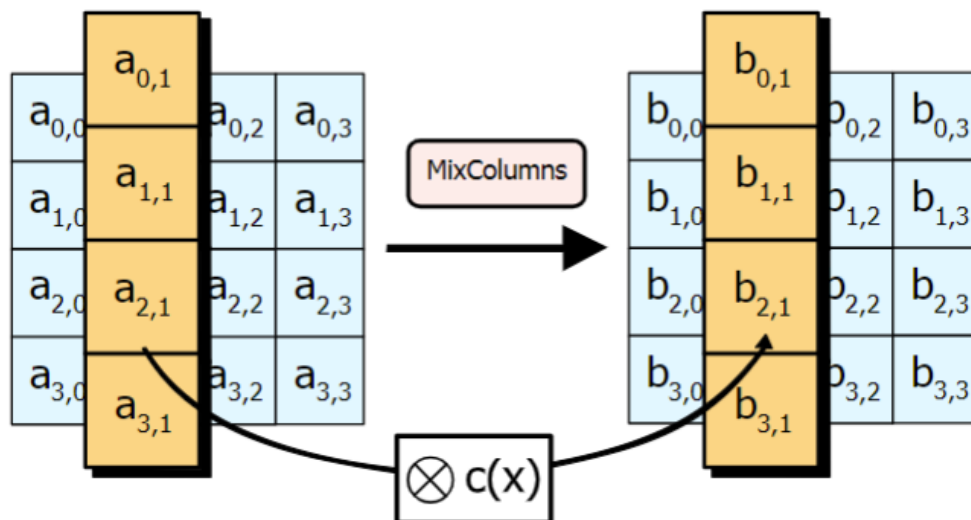 a0,0 a0,1 a0,2 a0,3
a1,0 a1,1 a1,2 a1,3
a2,0 a2,1 a2,2 a2,3
a3,0 a3,1 a3,2 a3,3
MixColumns
b0,0 b0,1 b0,2 b0,3
b1,0 b1,1 b1,2 b1,3
b2,0 b2,1 b2,2 b2,3
b3,0 b3,1 b3,2 b3,3
⊗ c(x)